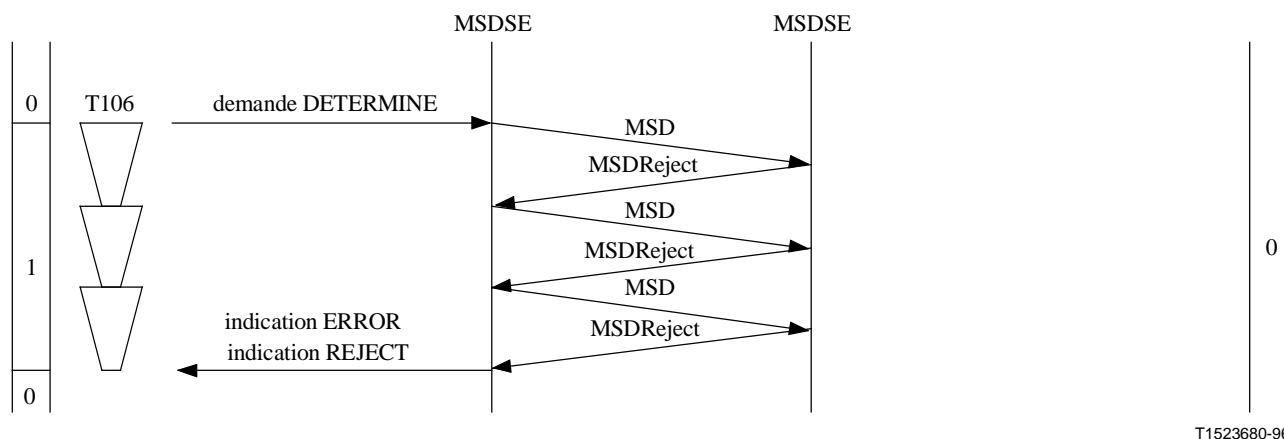 MSDSE MSDSE
0 T106 demande DETERMINE
MSD
MSDReject
MSD
MSDReject
1 0
MSD
indication ERROR
MSDReject
indication REJECT
0